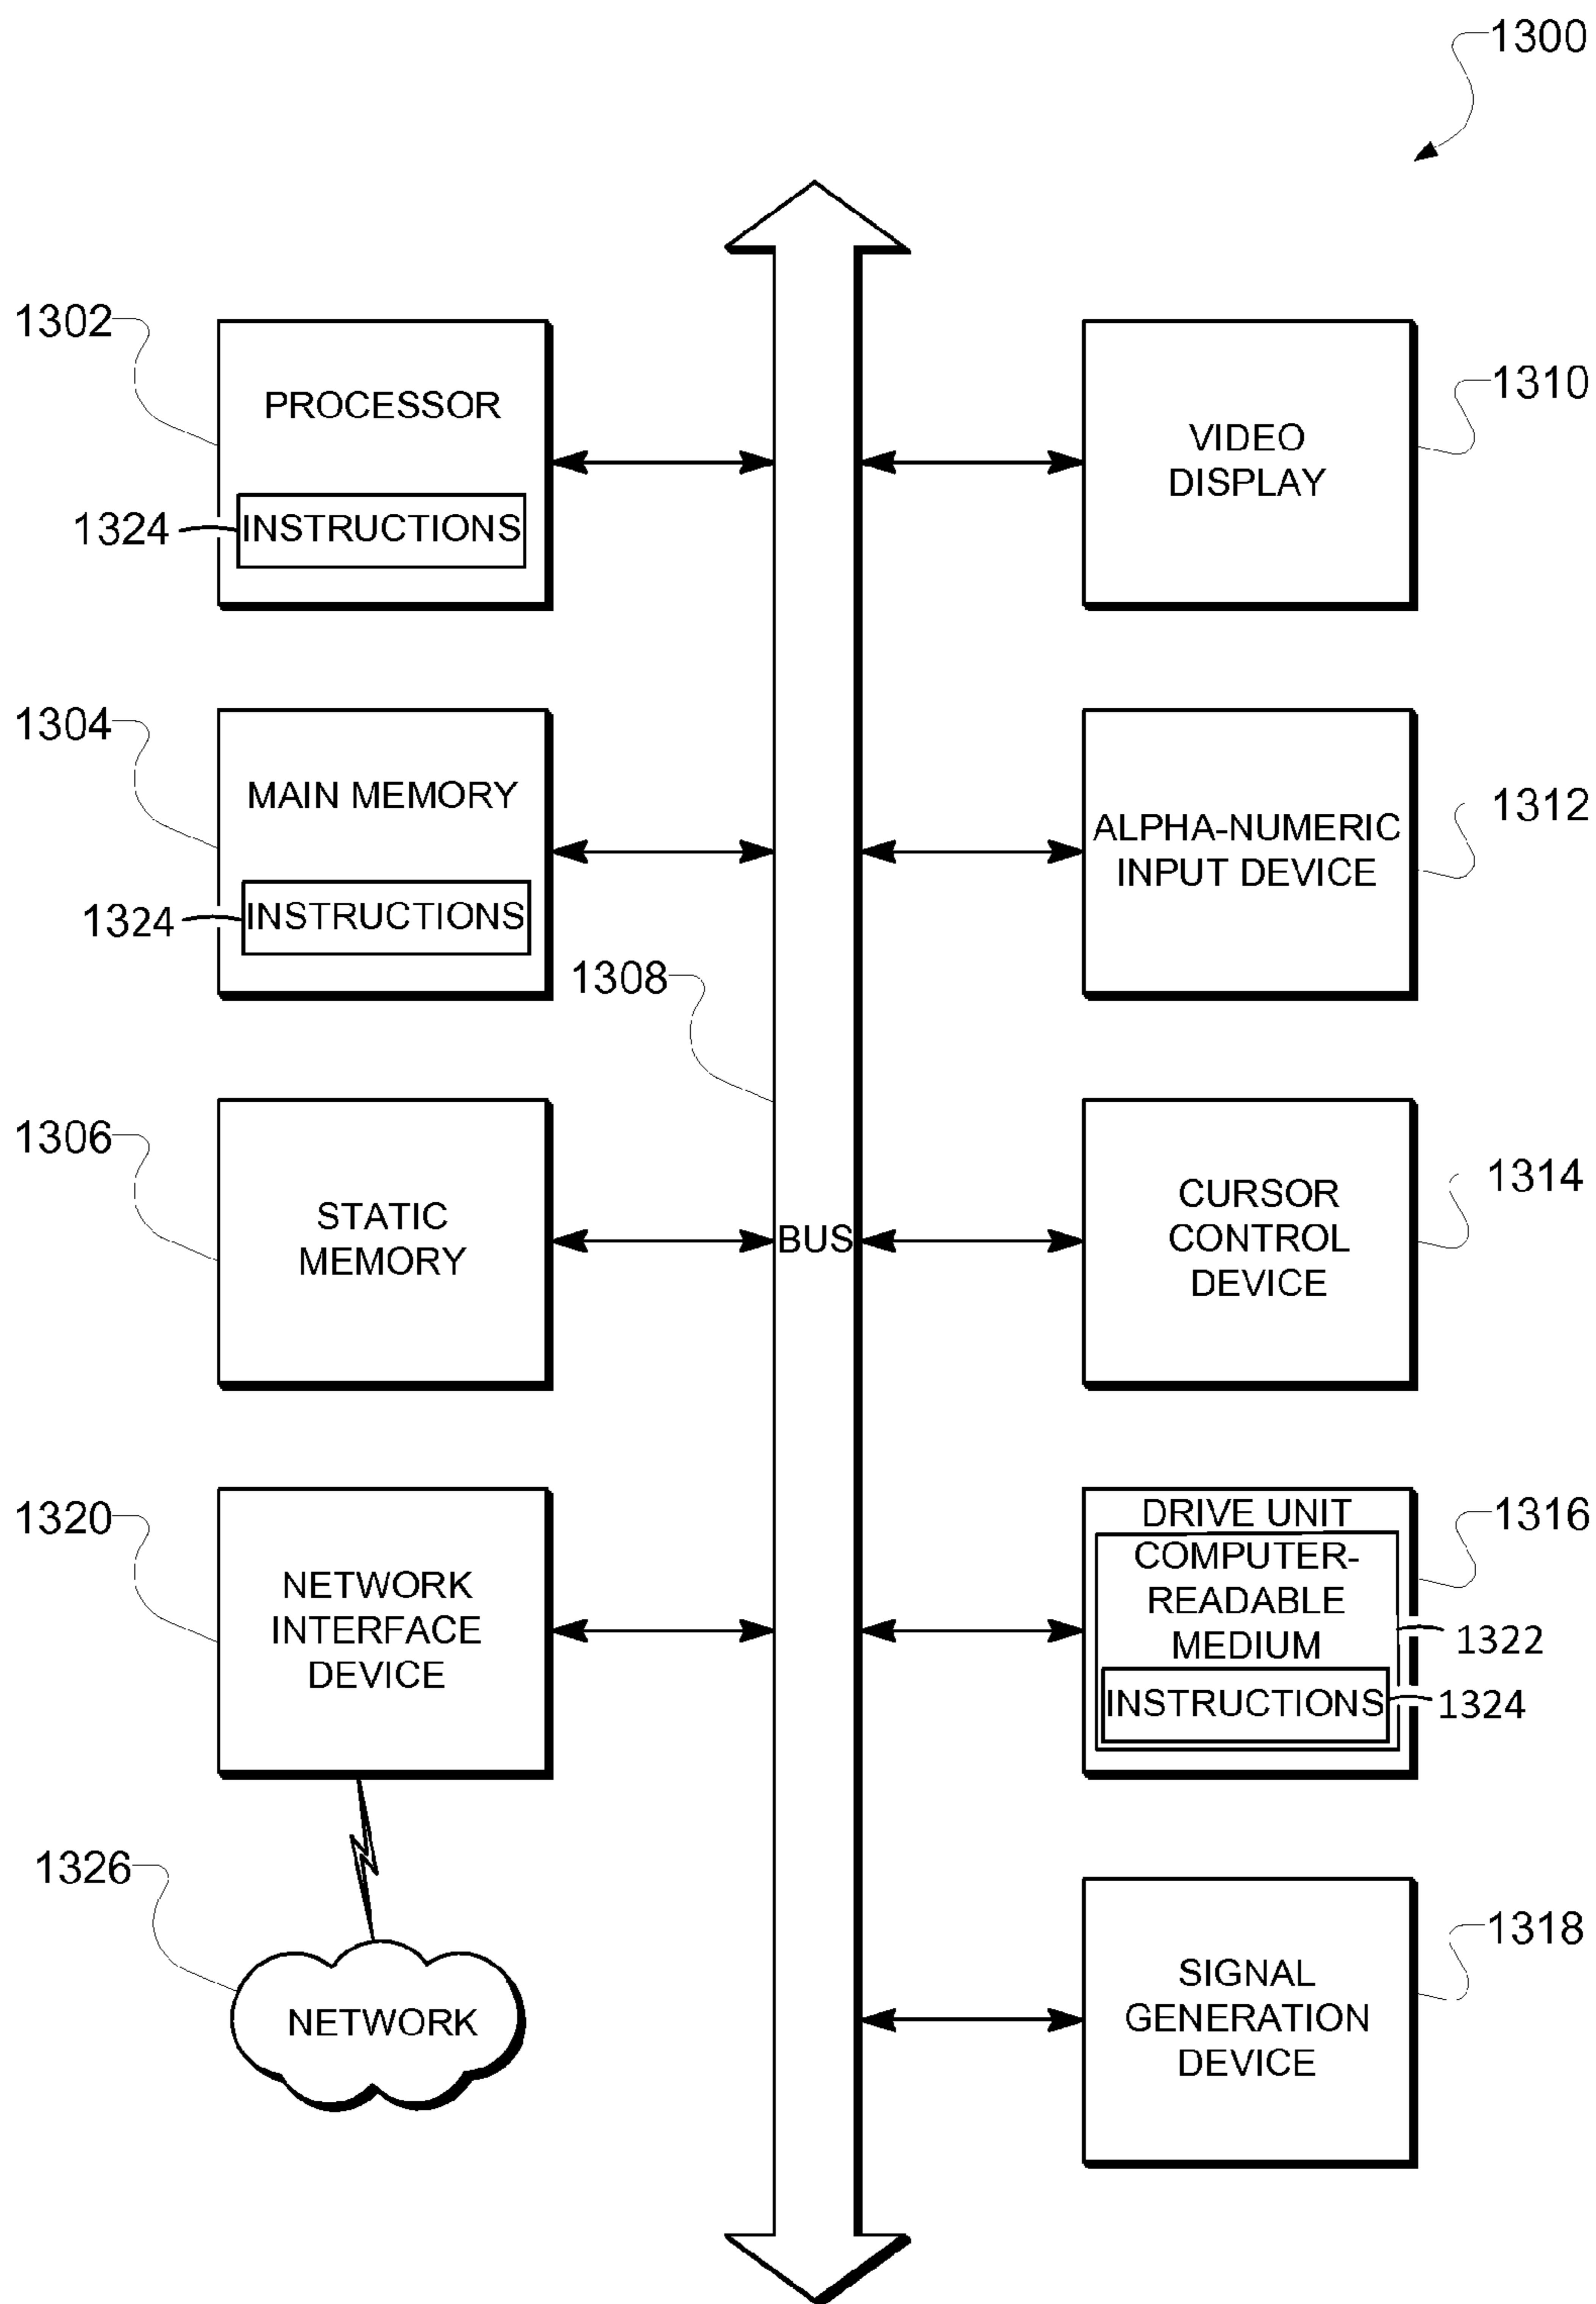 1300
1302
PROCESSOR
1324
INSTRUCTIONS
1310
VIDEO
DISPLAY
1304
MAIN MEMORY
1324
INSTRUCTIONS
1312
ALPHA-NUMERIC
INPUT DEVICE
1308
BUS
1306
STATIC
MEMORY
1314
CURSOR
CONTROL
DEVICE
1320
NETWORK
INTERFACE
DEVICE
1316
DRIVE UNIT
COMPUTER-
READABLE
MEDIUM
1322
INSTRUCTIONS
1324
1326
NETWORK
1318
SIGNAL
GENERATION
DEVICE